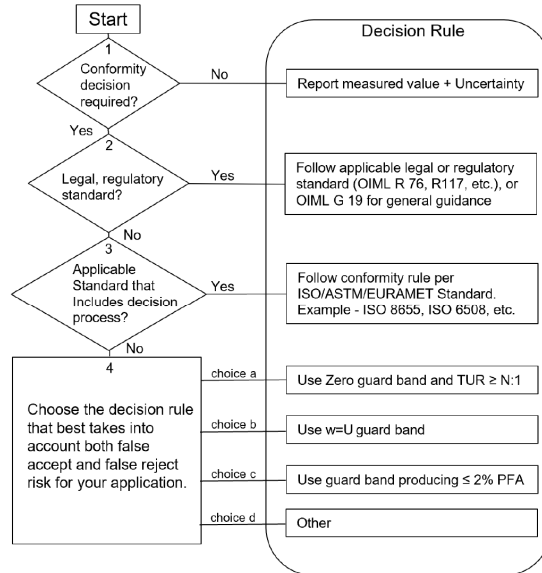 Start
Decision Rule
1
Conformity
decision
required?
No
Report measured value + Uncertainty
Yes
2
Legal, regulatory
standard?
Yes
Follow applicable legal or regulatory
standard (OIML R 76, R117, etc.), or
OIML G 19 for general guidance
No
3
Applicable
Standard that
Includes decision
process?
Yes
Follow conformity rule per
ISO/ASTM/EURAMET Standard.
Example - ISO 8655, ISO 6508, etc.
No
4
Choose the decision rule
that best takes into
account both false
accept and false reject
risk for your application.
choice a
Use Zero guard band and TUR ≥ N:1
choice b
Use w=U guard band
choice c
Use guard band producing ≤ 2% PFA
choice d
Other